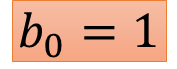 b₀ = 1